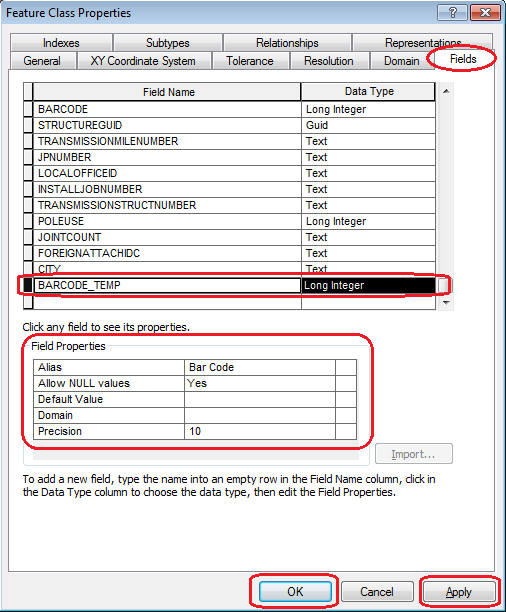 Feature Class Properties
Indexes Subtypes Relationships Representations
General XY Coordinate System Tolerance Resolution Domain Fields
Field Name Data Type
BARCODE Long Integer
STRUCTUREGUID Guid
TRANSMISSIONMILENUMBER Text
JPNUMBER Text
LOCALOFFICEID Text
INSTALLJOBNUMBER Text
TRANSMISSIONSTRUCTNUMBER Text
POLEUSE Long Integer
JOINTCOUNT Text
FOREIGNATTACHIDC Text
CITY Text
BARCODE_TEMP Long Integer
Click any field to see its properties.
Field Properties
Alias Bar Code
Allow NULL values Yes
Default Value
Domain
Precision 10
Import...
To add a new field, type the name into an empty row in the Field Name column, click in
the Data Type column to choose the data type, then edit the Field Properties.
OK Cancel Apply